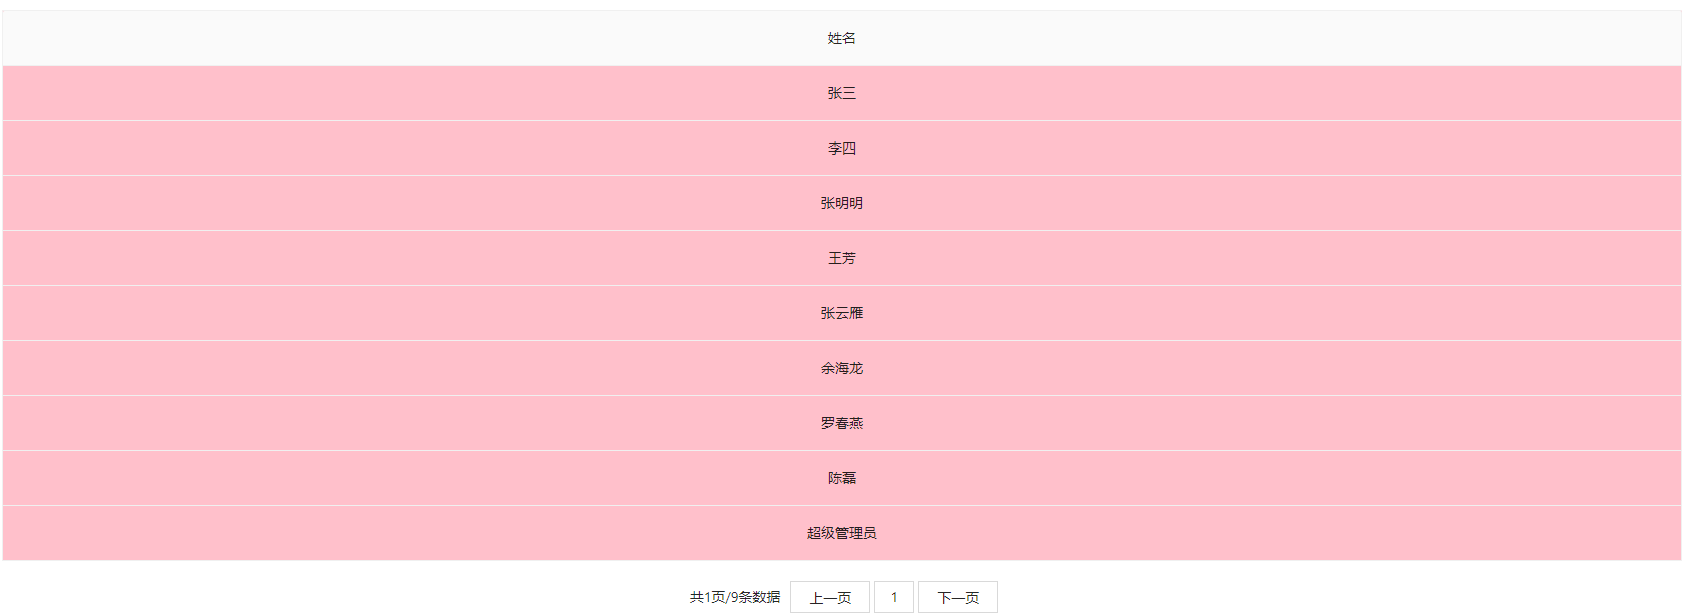 姓名
张三
李四
张明明
王芳
张云雁
余海龙
罗春燕
陈磊
超级管理员
共1页/9条数据 上一页 1 下一页